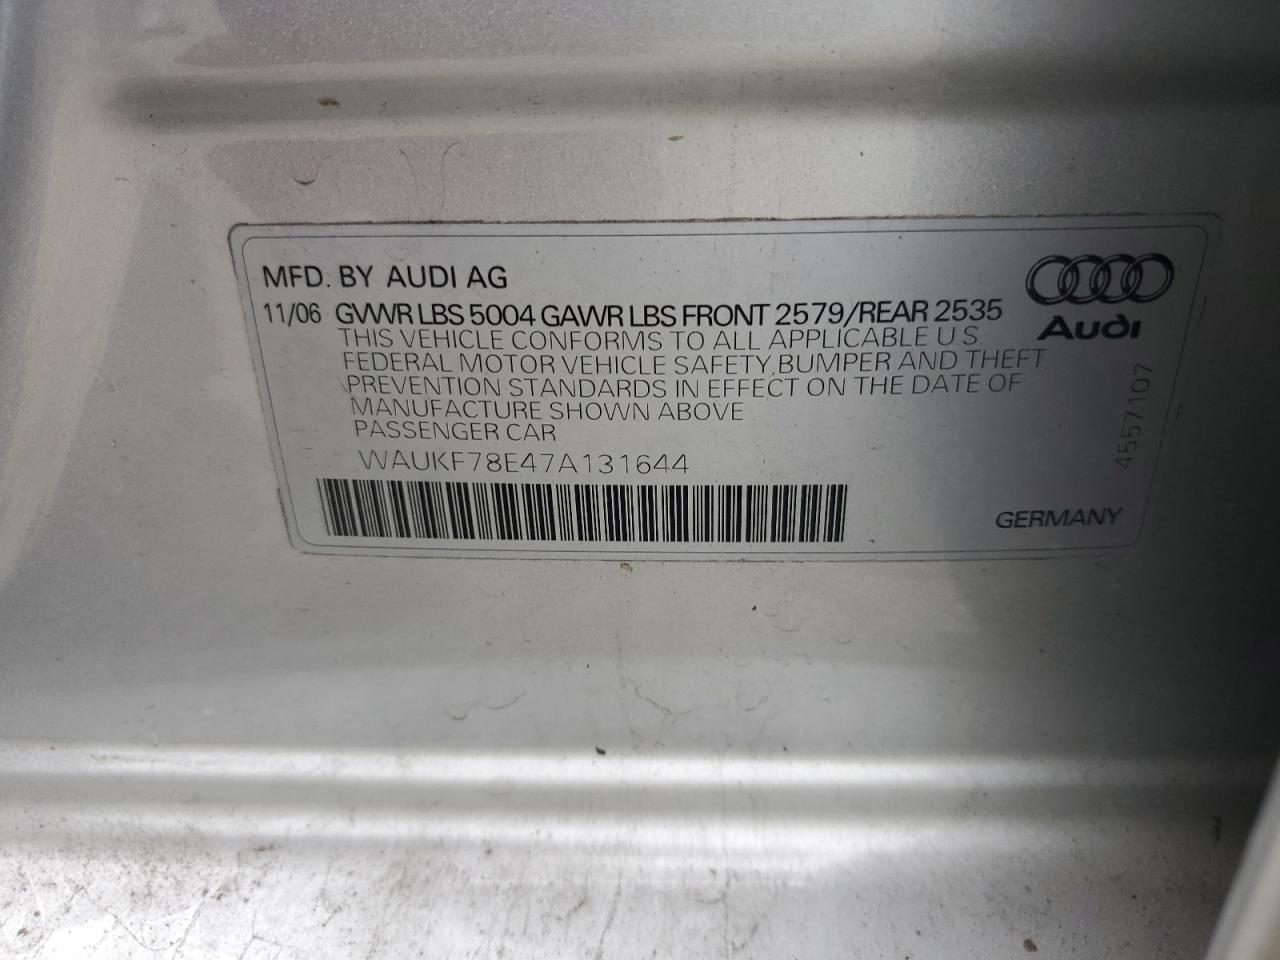 MFD. BY AUDI AG
11/06 GVWR LBS 5004 GAWR LBS FRONT 2579/REAR 2535
THIS VEHICLE CONFORMS TO ALL APPLICABLE U.S.
FEDERAL MOTOR VEHICLE SAFETY, BUMPER AND THEFT
PREVENTION STANDARDS IN EFFECT ON THE DATE OF
MANUFACTURE SHOWN ABOVE
PASSENGER CAR
WAUKF78E47A131644
Audi
4557107
GERMANY